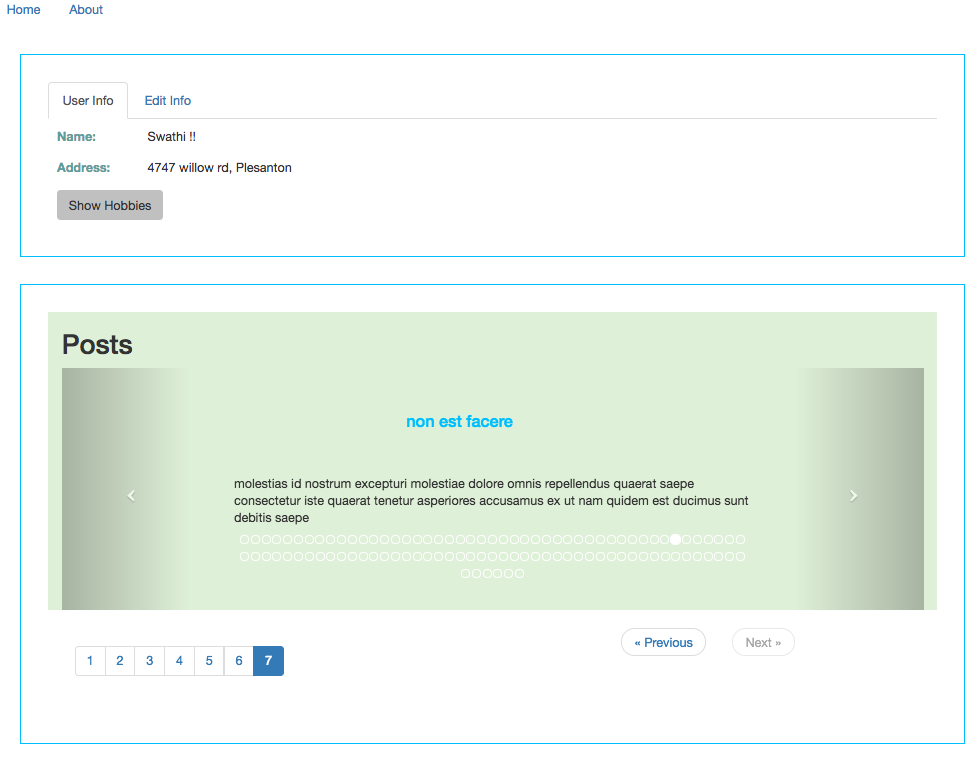 Home About
User Info Edit Info
Name: Swathi !!
Address: 4747 willow rd, Plesanton
Show Hobbies
Posts
non est facere
molestias id nostrum excepturi molestiae dolore omnis repellendus quaerat saepe
consectetur iste quaerat tenetur asperiores accusamus ex ut nam quidem est ducimus sunt
debitis saepe
‹ ›
« Previous Next »
1 2 3 4 5 6 7